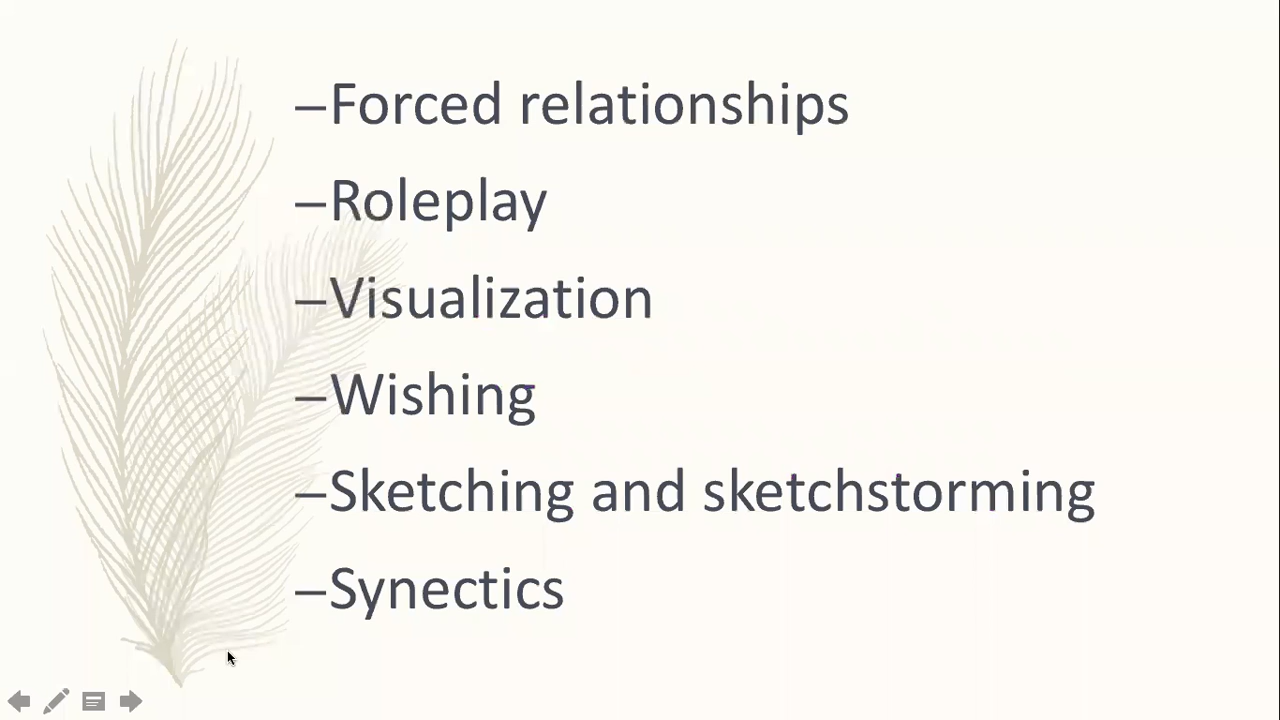 –Forced relationships
–Roleplay
–Visualization
–Wishing
–Sketching and sketchstorming
–Synectics